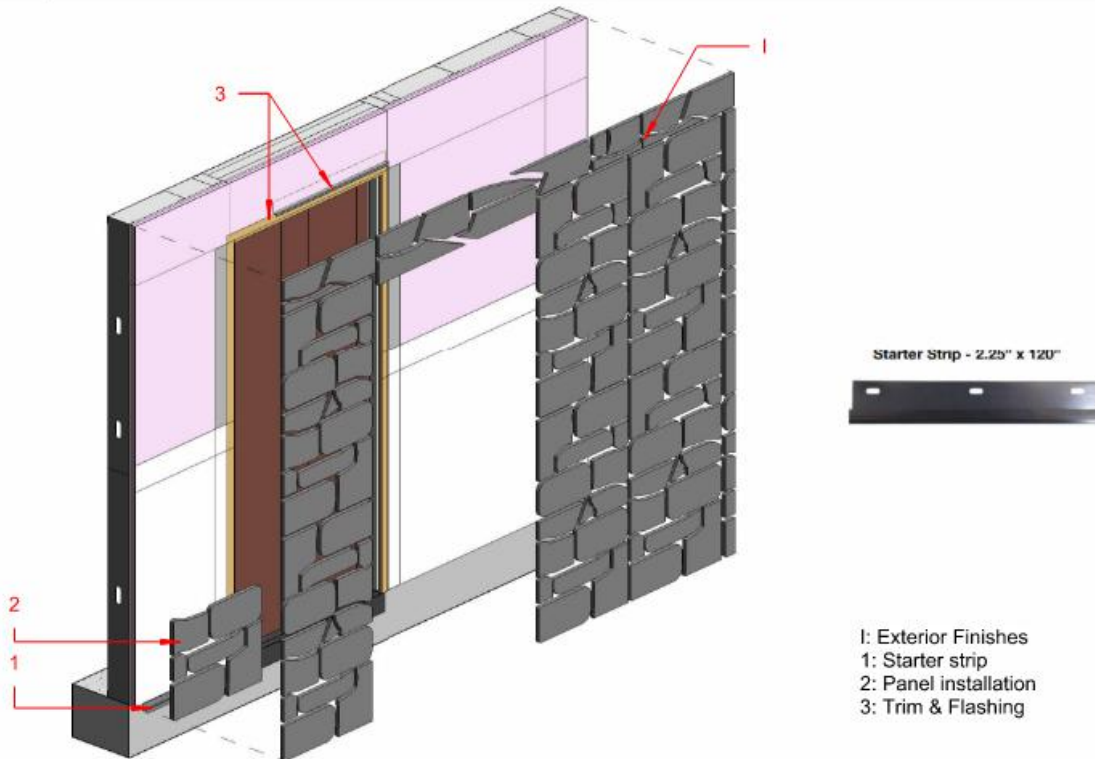 I
3
Starter Strip - 2.25" x 120"
2
1
I: Exterior Finishes
1: Starter strip
2: Panel installation
3: Trim & Flashing